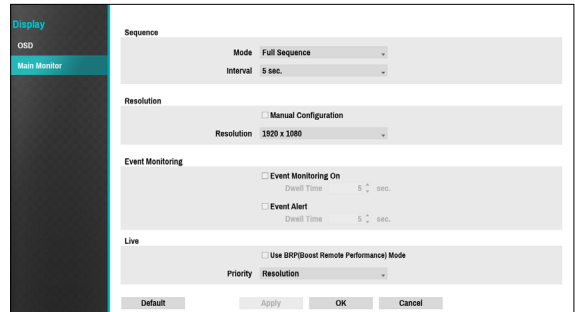 Display
OSD
Main Monitor
Sequence
Mode Full Sequence
Interval 5 sec.
Resolution
Manual Configuration
Resolution 1920 x 1080
Event Monitoring
Event Monitoring On
Dwell Time 5 sec.
Event Alert
Dwell Time 5 sec.
Live
Use BRP(Boost Remote Performance) Mode
Priority Resolution
Default Apply OK Cancel